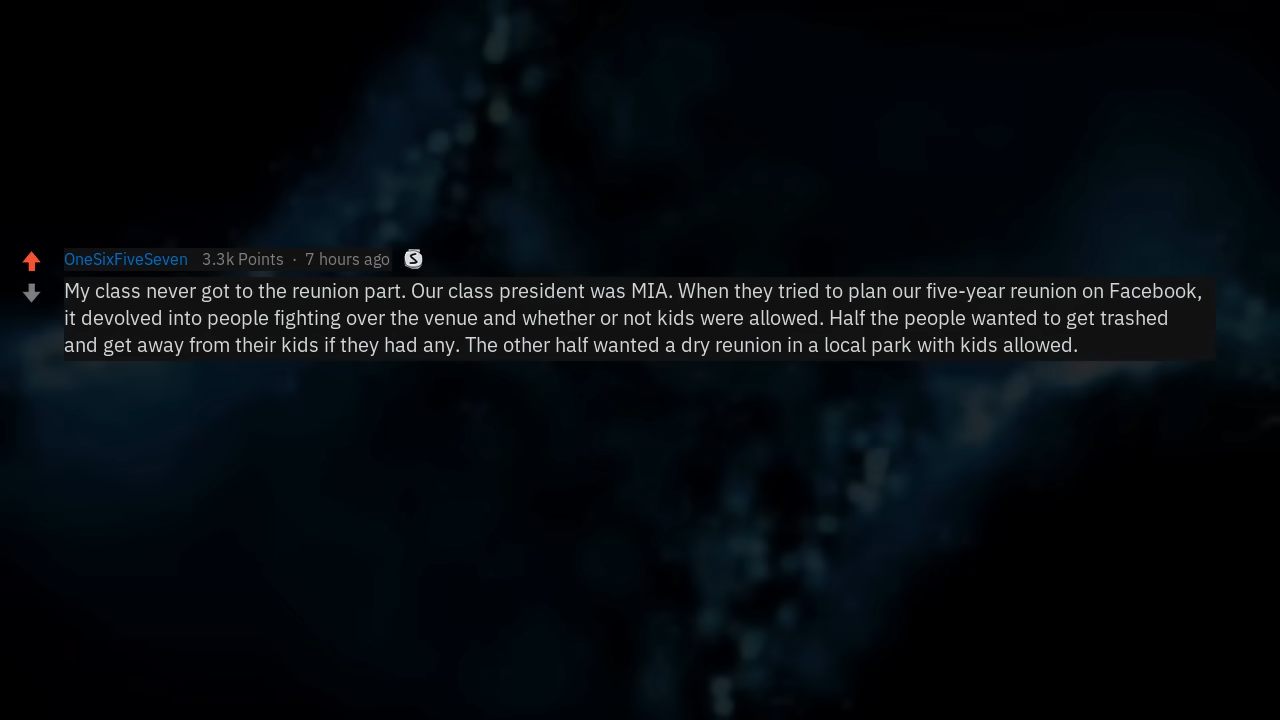 OneSixFiveSeven 3.3k Points · 7 hours ago
My class never got to the reunion part. Our class president was MIA. When they tried to plan our five-year reunion on Facebook,
it devolved into people fighting over the venue and whether or not kids were allowed. Half the people wanted to get trashed
and get away from their kids if they had any. The other half wanted a dry reunion in a local park with kids allowed.